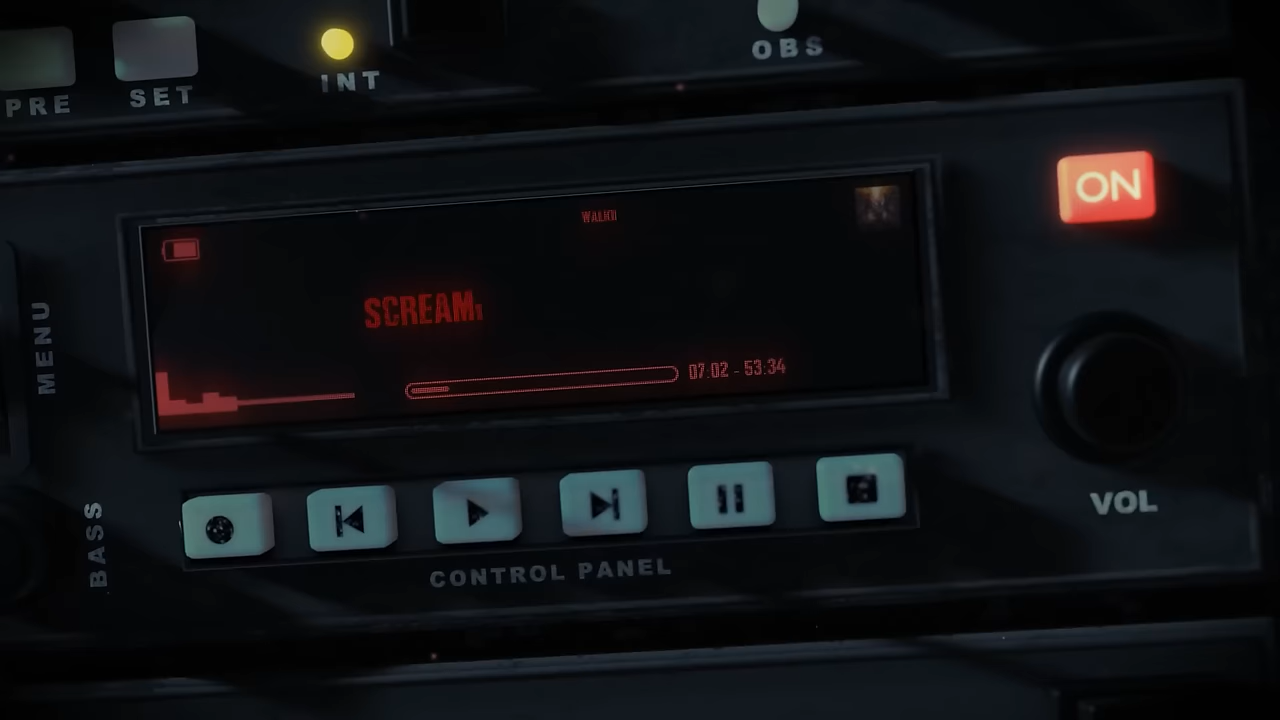 PRE
SET
INT
OBS
ON
SCREAM
07:02 - 53:34
MENU
BASS
VOL
CONTROL PANEL